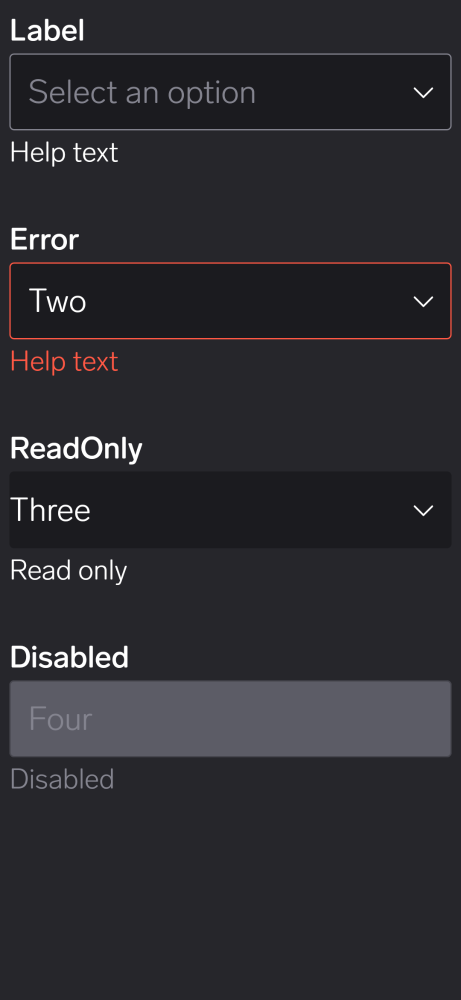 Label
Select an option
Help text
Error
Two
Help text
ReadOnly
Three
Read only
Disabled
Four
Disabled